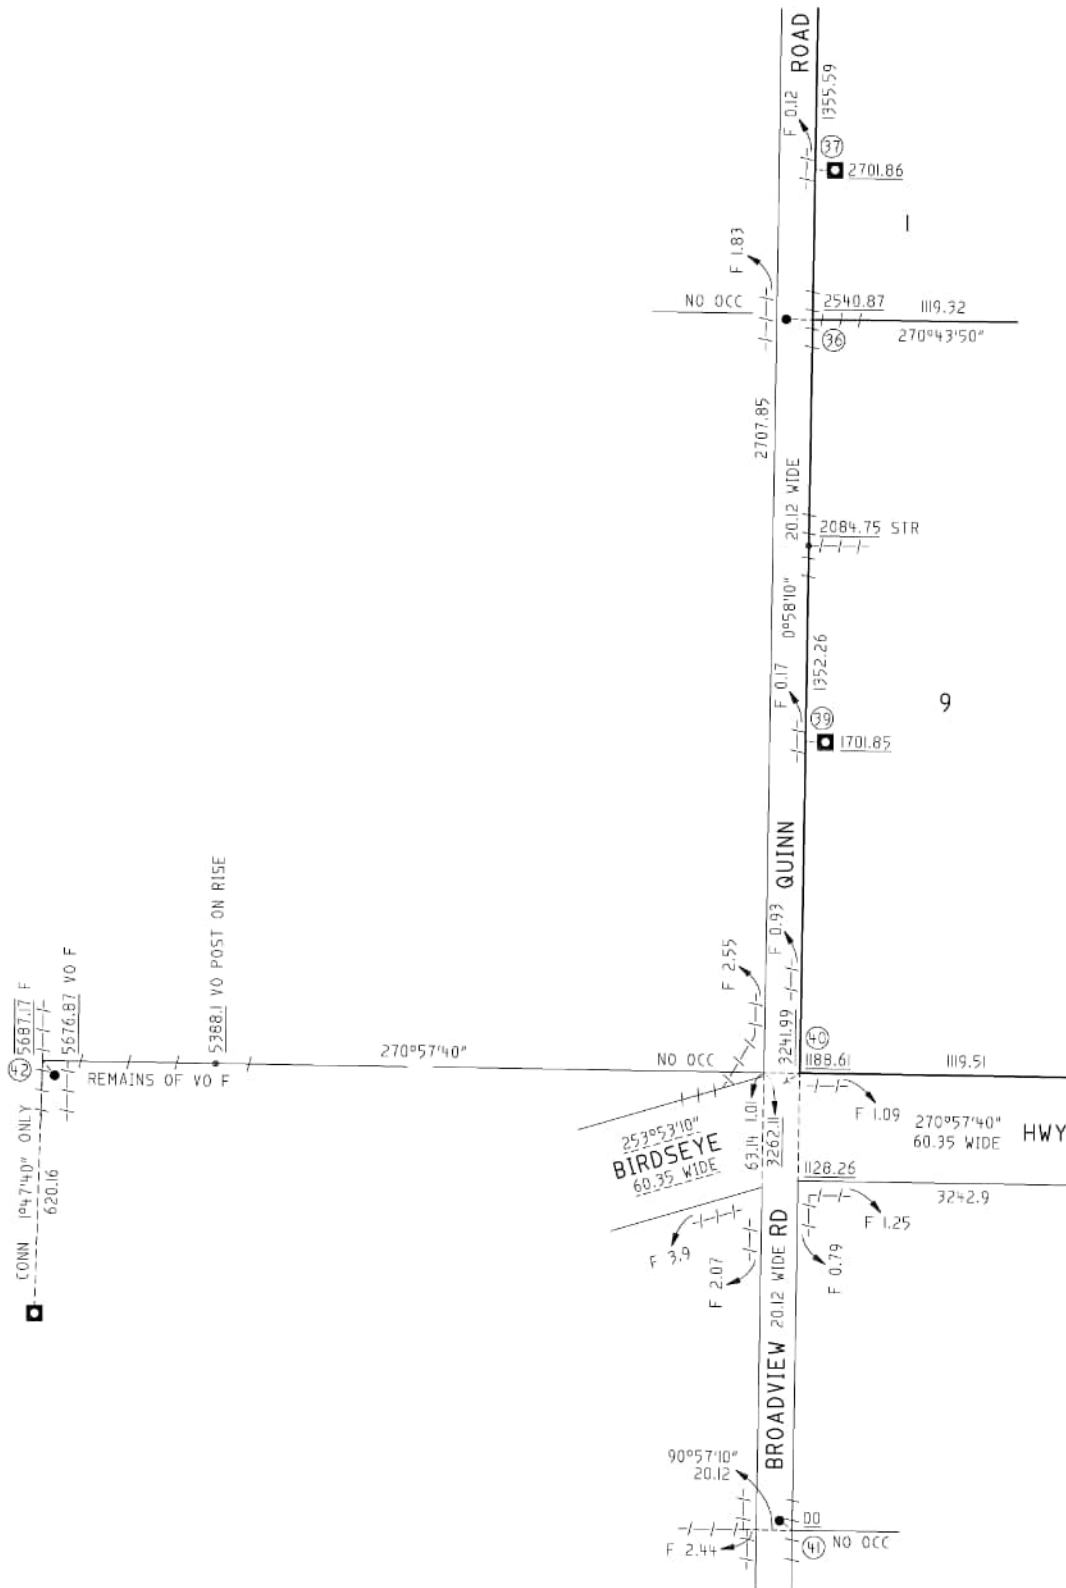 ROAD
1355.59
F 0.12
37
2701.86
1
F 1.83
NO OCC
2540.87
1119.32
36
270°43'50"
2707.85
20.12 WIDE
2084.75 STR
0°58'10"
1352.26
F 0.17
9
39
1701.85
QUINN
F 0.93
F 2.55
3241.99
40
5388.1 VO POST ON RISE
5687.17 F
5676.87 VO F
42
270°57'40"
NO OCC
1188.61
1119.51
REMAINS OF VO F
CONN 1°47'40" ONLY
620.16
253°53'10"
BIRDSEYE
60.35 WIDE
63.14
1.01
3262.11
F 1.09
270°57'40"
60.35 WIDE
HWY
1128.26
3242.9
F 1.25
F 3.9
F 2.07
F 0.79
BROADVIEW RD
20.12 WIDE
90°57'10"
20.12
00
F 2.44
41
NO OCC